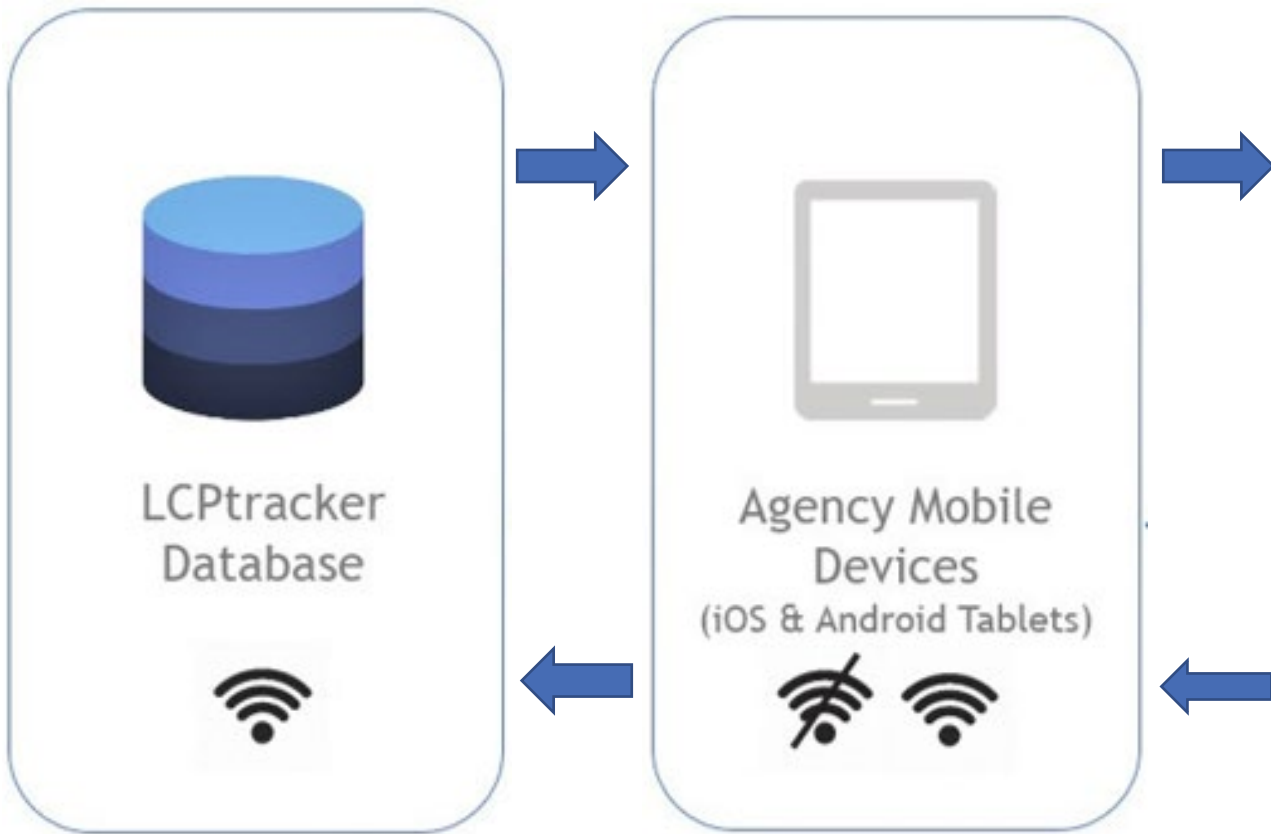 LCPtracker
Database
Agency Mobile
Devices
(iOS & Android Tablets)